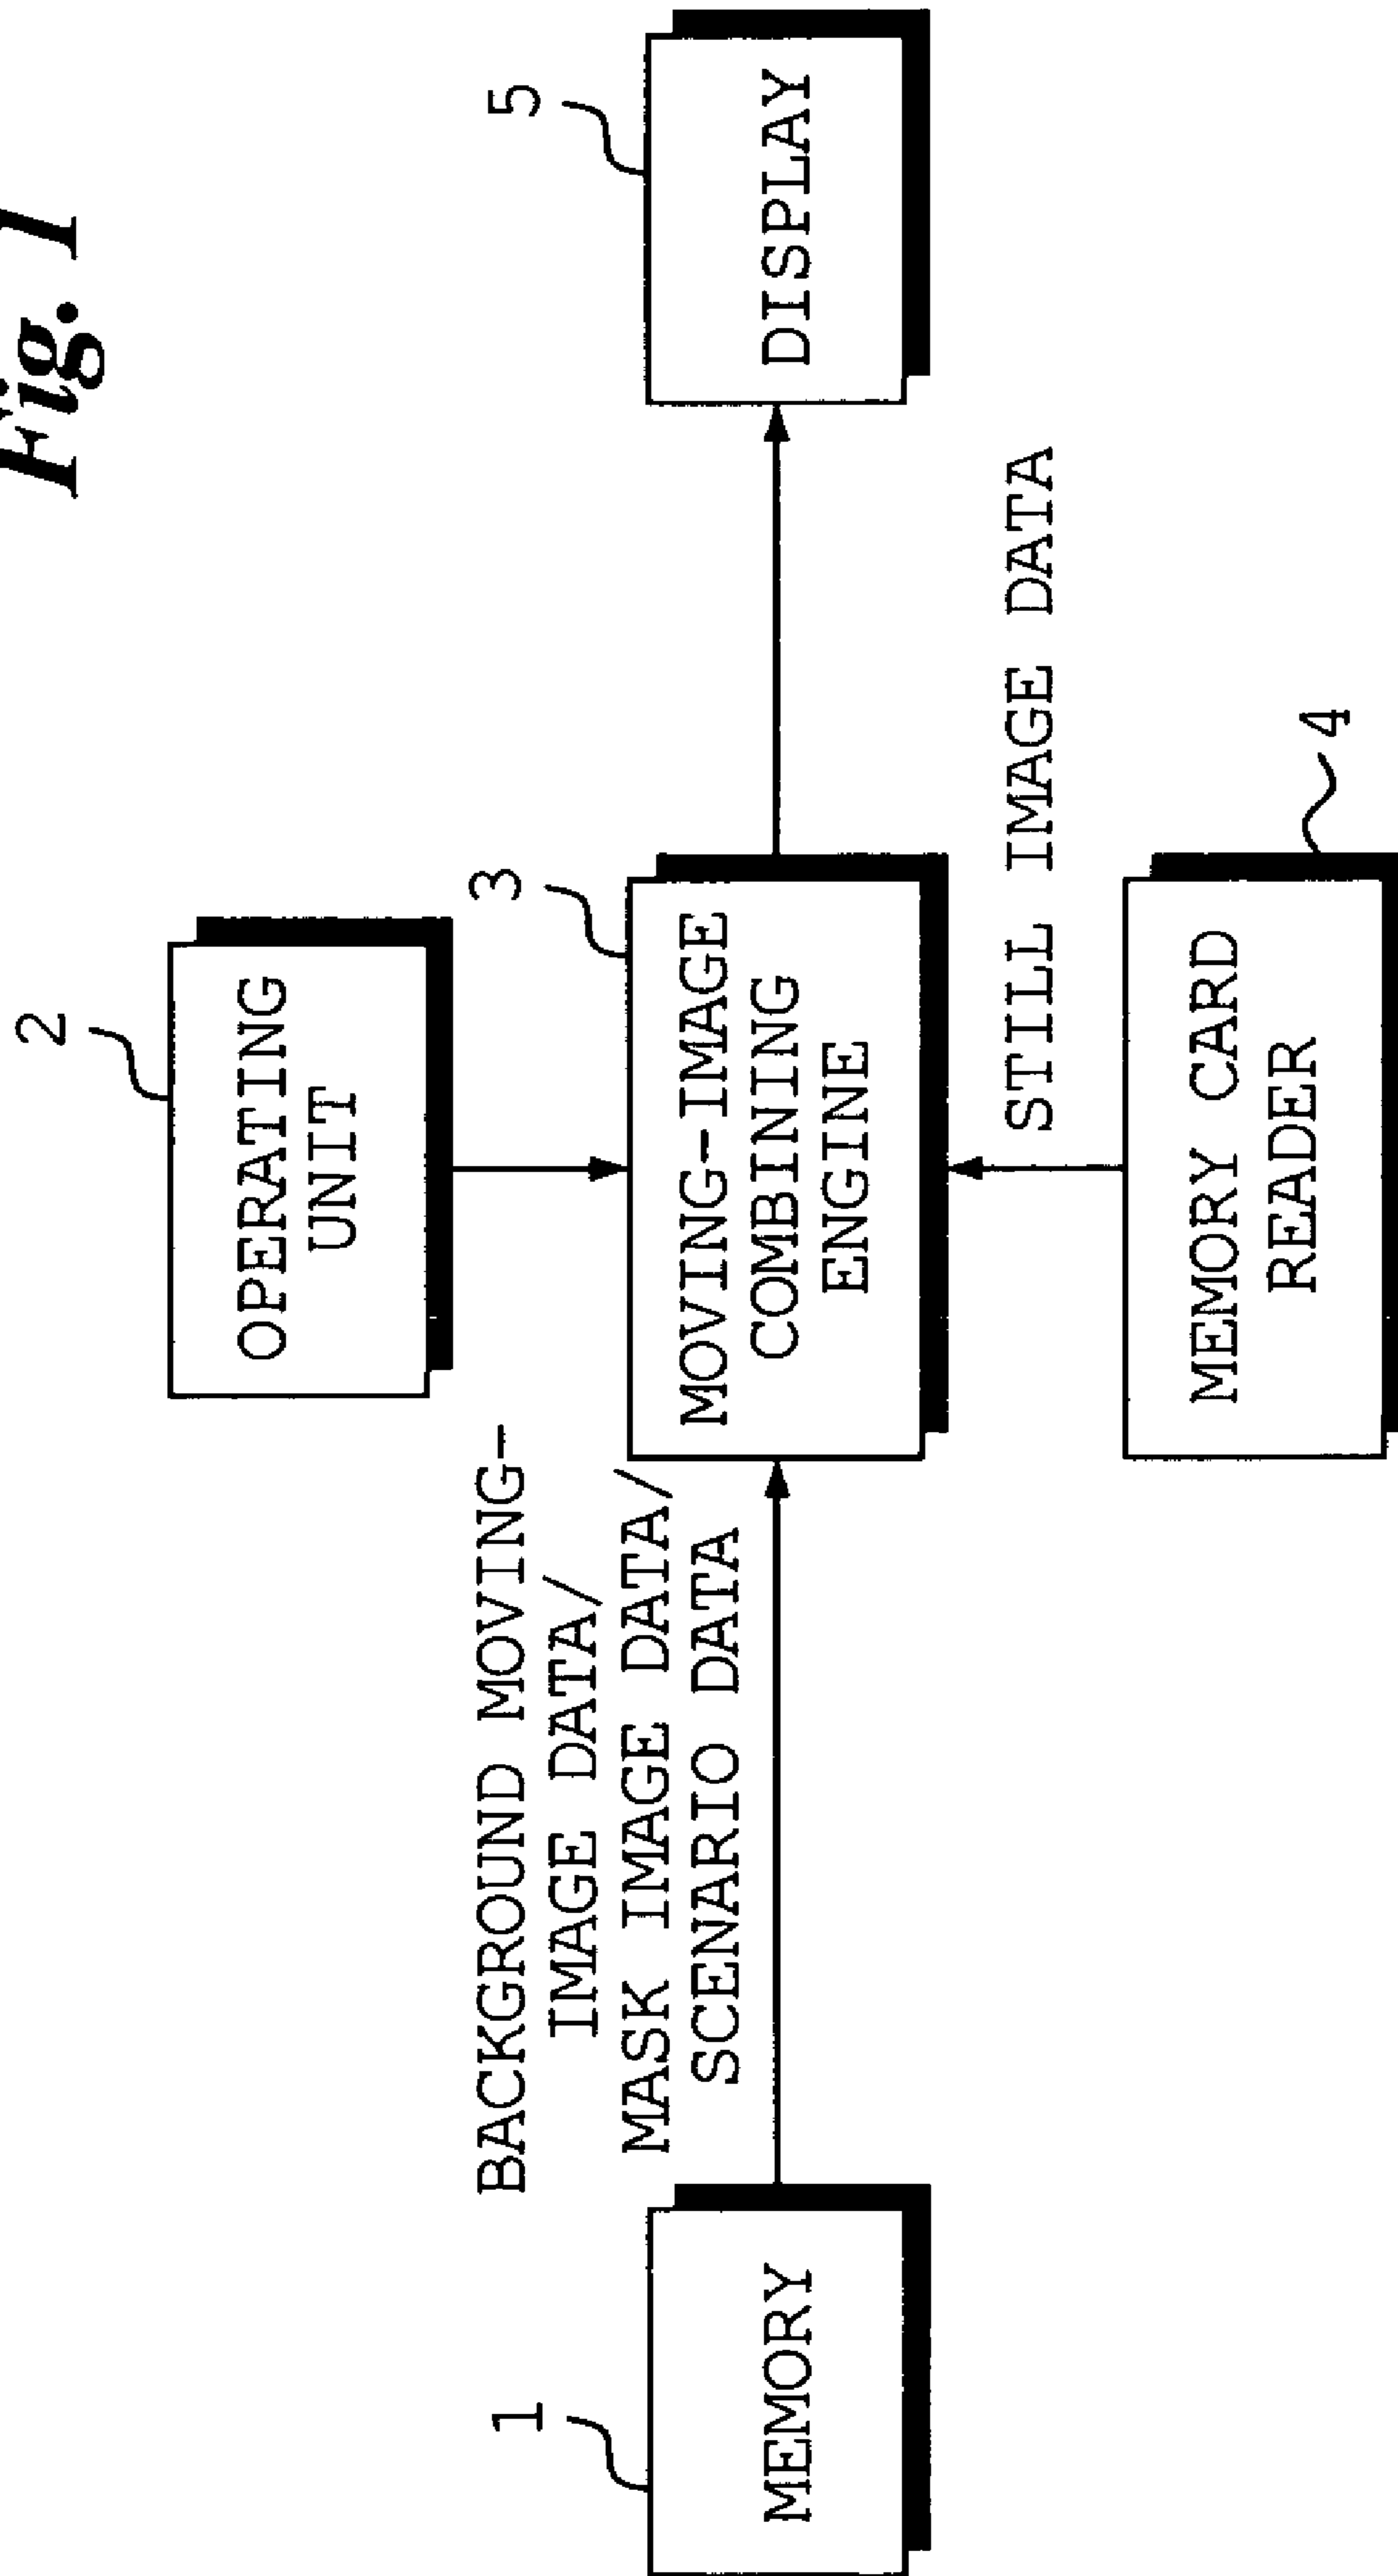 Fig. 1
2
OPERATING
UNIT
BACKGROUND MOVING-
IMAGE DATA/
MASK IMAGE DATA/
SCENARIO DATA
1
MEMORY
3
MOVING-IMAGE
COMBINING
ENGINE
5
DISPLAY
STILL IMAGE DATA
4
MEMORY CARD
READER